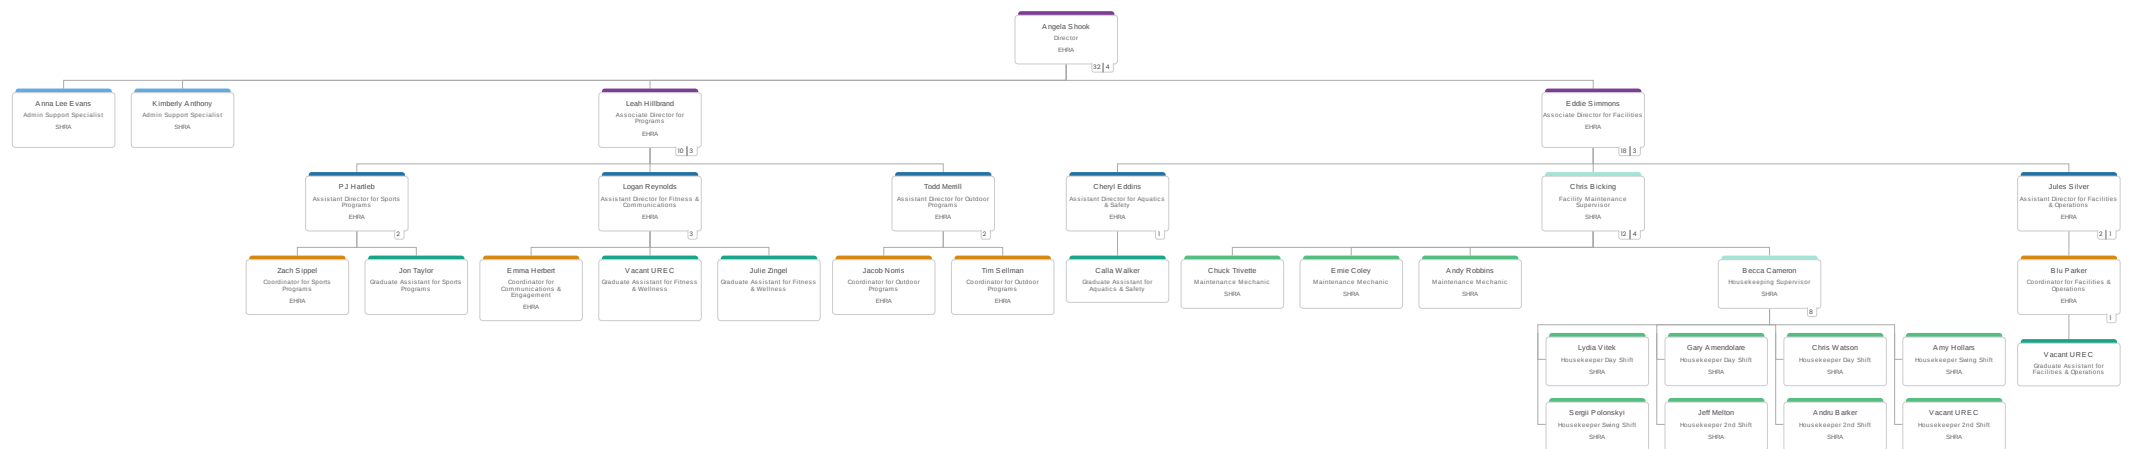 Angela Shook
Director
EHRA
32 4
Anna Lee Evans
Admin Support Specialist
SHRA
Kimberly Anthony
Admin Support Specialist
SHRA
Leah Hillbrand
Associate Director for
Programs
EHRA
10 3
Eddie Simmons
Associate Director for Facilities
EHRA
18 3
PJ Hartleb
Assistant Director for Sports
Programs
EHRA
2
Logan Reynolds
Assistant Director for Fitness &
Communications
EHRA
3
Todd Merrill
Assistant Director for Outdoor
Programs
EHRA
2
Cheryl Eddins
Assistant Director for Aquatics
& Safety
EHRA
1
Chris Bicking
Facility Maintenance
Supervisor
SHRA
12 4
Jules Silver
Assistant Director for Facilities
& Operations
EHRA
2 1
Zach Sippel
Coordinator for Sports
Programs
EHRA
Jon Taylor
Graduate Assistant for Sports
Programs
Emma Herbert
Coordinator for
Communications &
Engagement
EHRA
Vacant UREC
Graduate Assistant for Fitness
& Wellness
Julie Zingel
Graduate Assistant for Fitness
& Wellness
Jacob Norris
Coordinator for Outdoor
Programs
EHRA
Tim Sellman
Coordinator for Outdoor
Programs
EHRA
Calla Walker
Graduate Assistant for
Aquatics & Safety
Chuck Trivette
Maintenance Mechanic
SHRA
Ernie Coley
Maintenance Mechanic
SHRA
Andy Robbins
Maintenance Mechanic
SHRA
Becca Cameron
Housekeeping Supervisor
SHRA
8
Blu Parker
Coordinator for Facilities &
Operations
EHRA
1
Lydia Vitek
Housekeeper Day Shift
SHRA
Gary Amendolare
Housekeeper Day Shift
SHRA
Chris Watson
Housekeeper Day Shift
SHRA
Amy Hollars
Housekeeper Swing Shift
SHRA
Vacant UREC
Graduate Assistant for
Facilities & Operations
Sergii Polonskyi
Housekeeper Swing Shift
SHRA
Jeff Melton
Housekeeper 2nd Shift
SHRA
Andru Barker
Housekeeper 2nd Shift
SHRA
Vacant UREC
Housekeeper 2nd Shift
SHRA